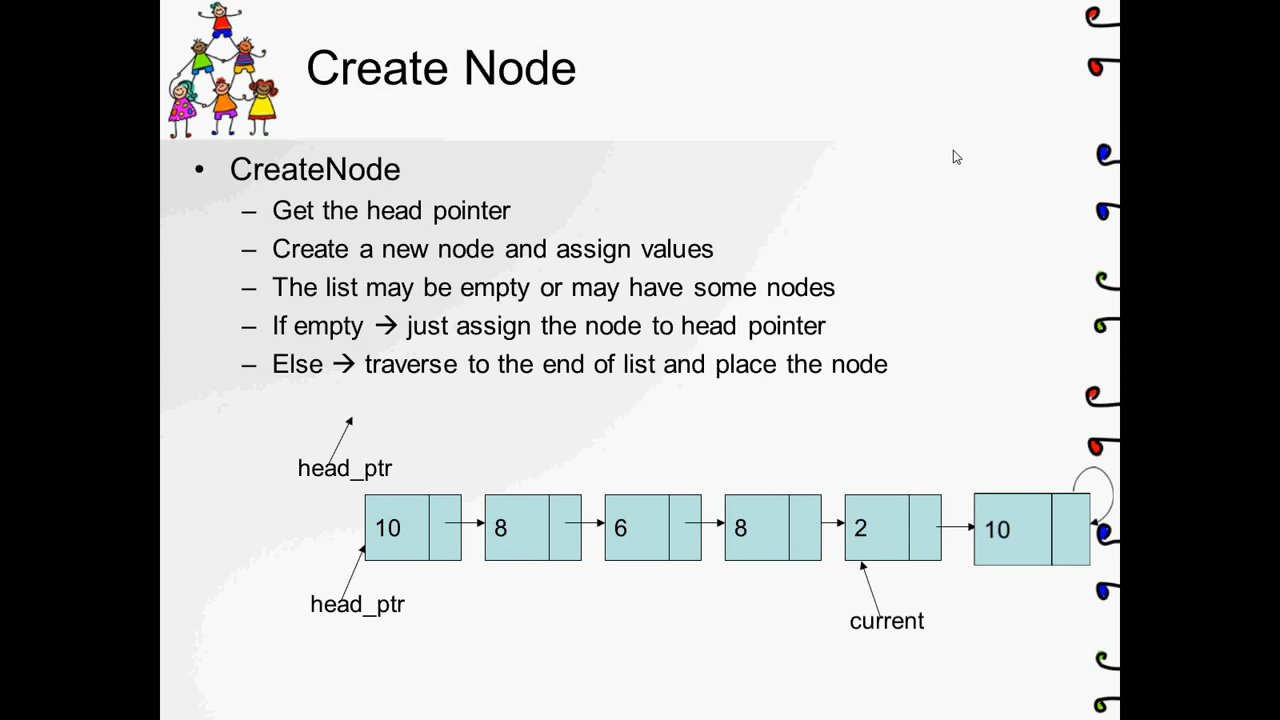 Create Node
• CreateNode
– Get the head pointer
– Create a new node and assign values
– The list may be empty or may have some nodes
– If empty → just assign the node to head pointer
– Else → traverse to the end of list and place the node
head_ptr
10 8 6 8 2 10
head_ptr
current